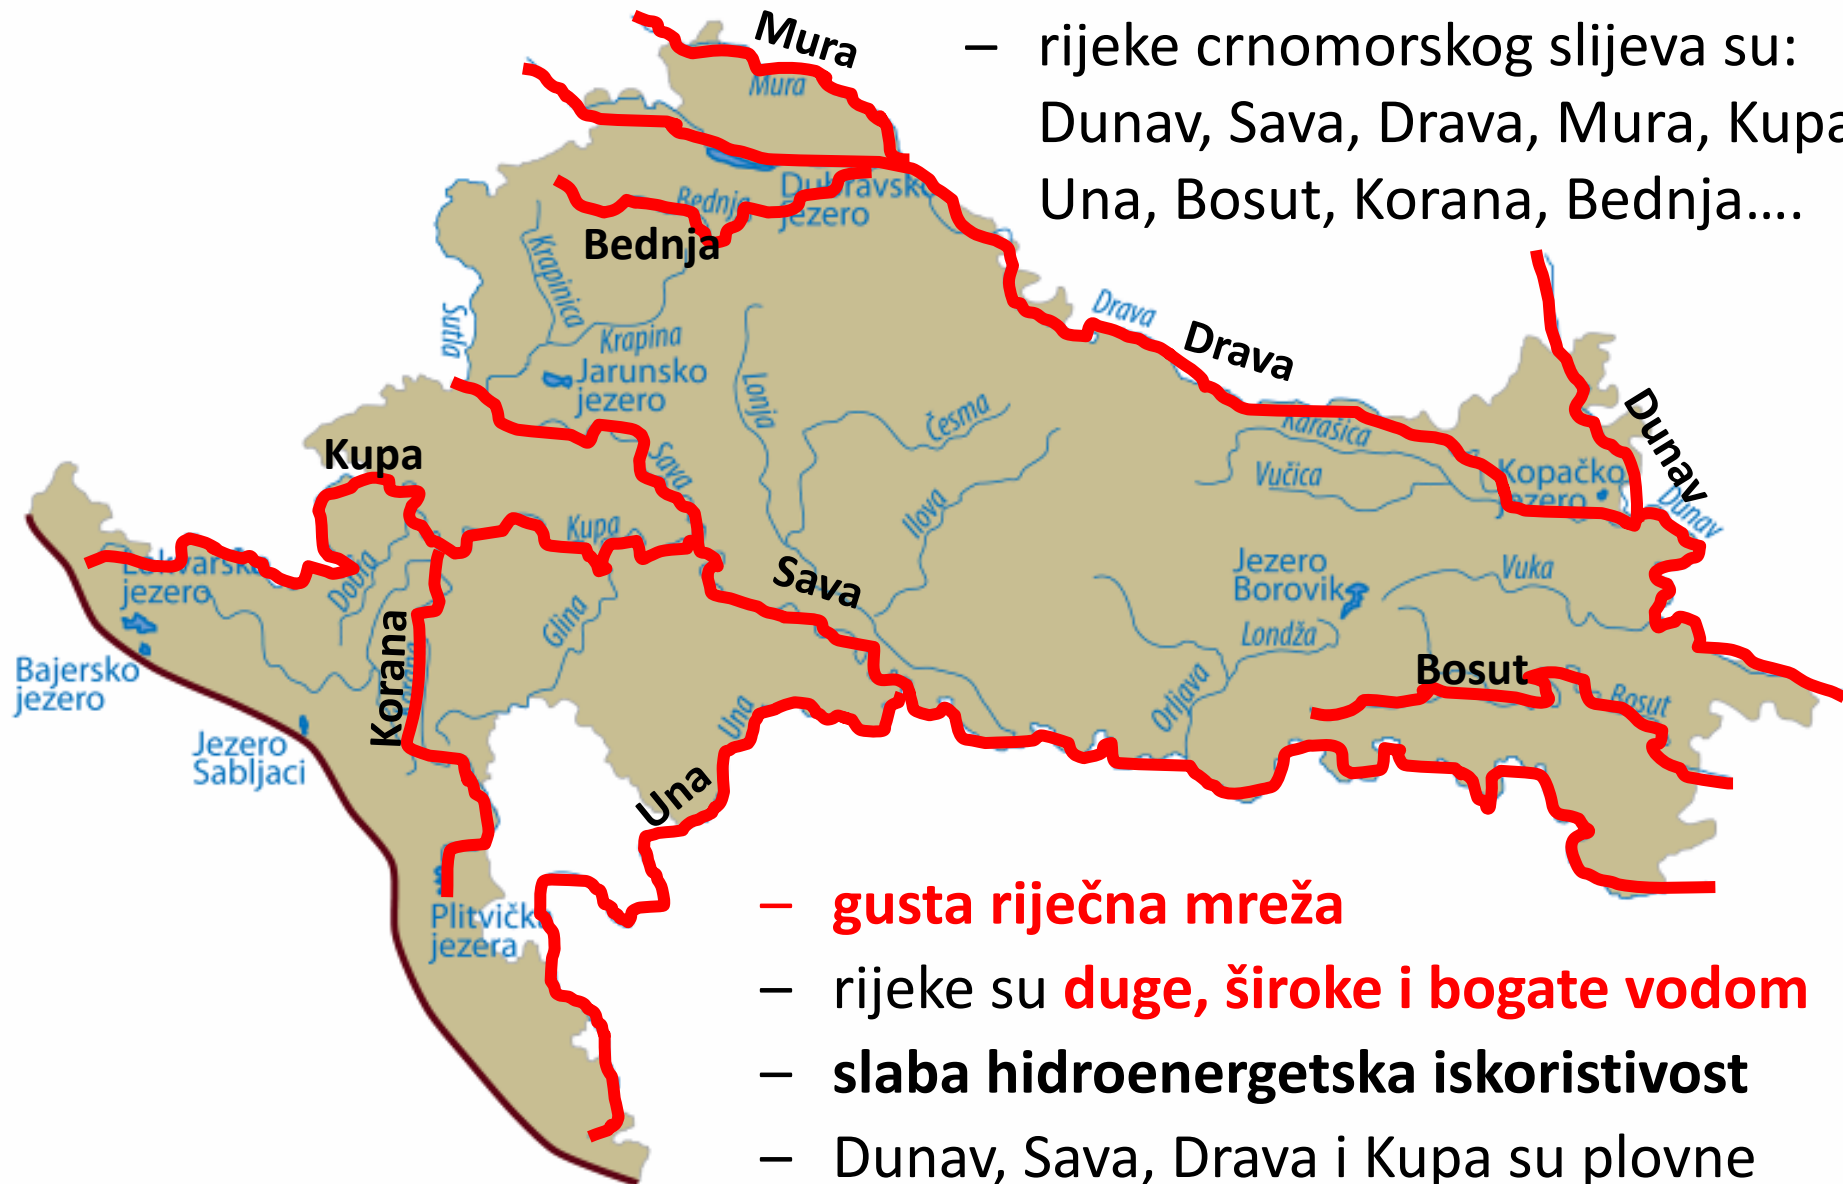 – rijeke crnomorskog slijeva su:
Dunav, Sava, Drava, Mura, Kupa
Una, Bosut, Korana, Bednja....
Mura
Mura
Dubravsko
jezero
Bednja
Bednja
Krapinica
Krapina
Sutla
Jarunsko
jezero
Lonja
Česma
Drava
Drava
Karašica
Vučica
Kopačko
jezero
Dunav
Dunav
Kupa
Kupa
Sava
Sava
Ilova
Jezero
Borovik
Vuka
Londža
Orljava
Bosut
Bosut
Lokvarsko
jezero
Dobra
Glina
Korana
Bajersko
jezero
Jezero
Sabljaci
Una
Una
Plitvička
jezera
– gusta riječna mreža
– rijeke su duge, široke i bogate vodom
– slaba hidroenergetska iskoristivost
– Dunav, Sava, Drava i Kupa su plovne